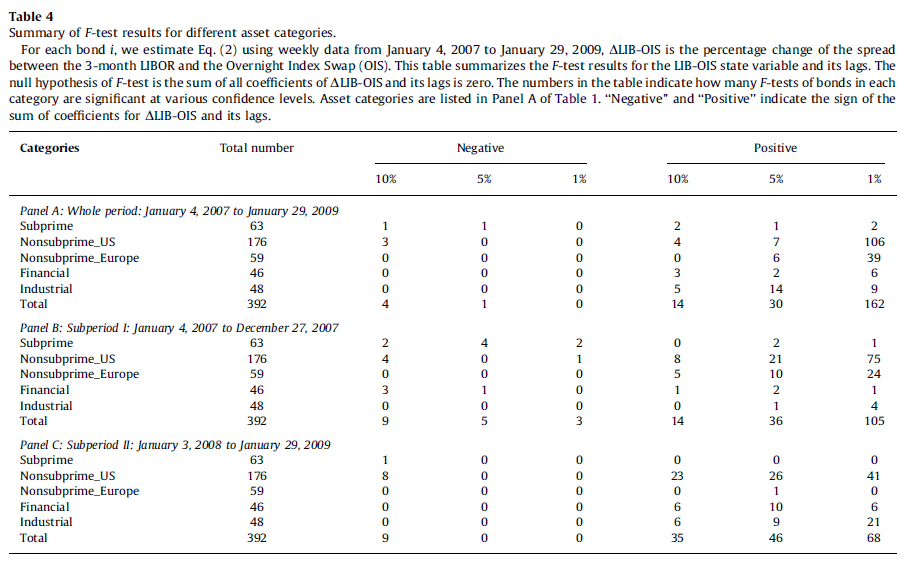 Table 4
Summary of F-test results for different asset categories.
For each bond i, we estimate Eq. (2) using weekly data from January 4, 2007 to January 29, 2009, ΔLIB-OIS is the percentage change of the spread
between the 3-month LIBOR and the Overnight Index Swap (OIS). This table summarizes the F-test results for the LIB-OIS state variable and its lags. The
null hypothesis of F-test is the sum of all coefficients of ΔLIB-OIS and its lags is zero. The numbers in the table indicate how many F-tests of bonds in each
category are significant at various confidence levels. Asset categories are listed in Panel A of Table 1. "Negative" and "Positive" indicate the sign of the
sum of coefficients for ΔLIB-OIS and its lags.
Categories Total number Negative Positive
10% 5% 1% 10% 5% 1%
Panel A: Whole period: January 4, 2007 to January 29, 2009
Subprime 63 1 1 0 2 1 2
Nonsubprime_US 176 3 0 0 4 7 106
Nonsubprime_Europe 59 0 0 0 0 6 39
Financial 46 0 0 0 3 2 6
Industrial 48 0 0 0 5 14 9
Total 392 4 1 0 14 30 162
Panel B: Subperiod I: January 4, 2007 to December 27, 2007
Subprime 63 2 4 2 0 2 1
Nonsubprime_US 176 4 0 1 8 21 75
Nonsubprime_Europe 59 0 0 0 5 10 24
Financial 46 3 1 0 1 2 1
Industrial 48 0 0 0 0 1 4
Total 392 9 5 3 14 36 105
Panel C: Subperiod II: January 3, 2008 to January 29, 2009
Subprime 63 1 0 0 0 0 0
Nonsubprime_US 176 8 0 0 23 26 41
Nonsubprime_Europe 59 0 0 0 0 1 0
Financial 46 0 0 0 6 10 6
Industrial 48 0 0 0 6 9 21
Total 392 9 0 0 35 46 68